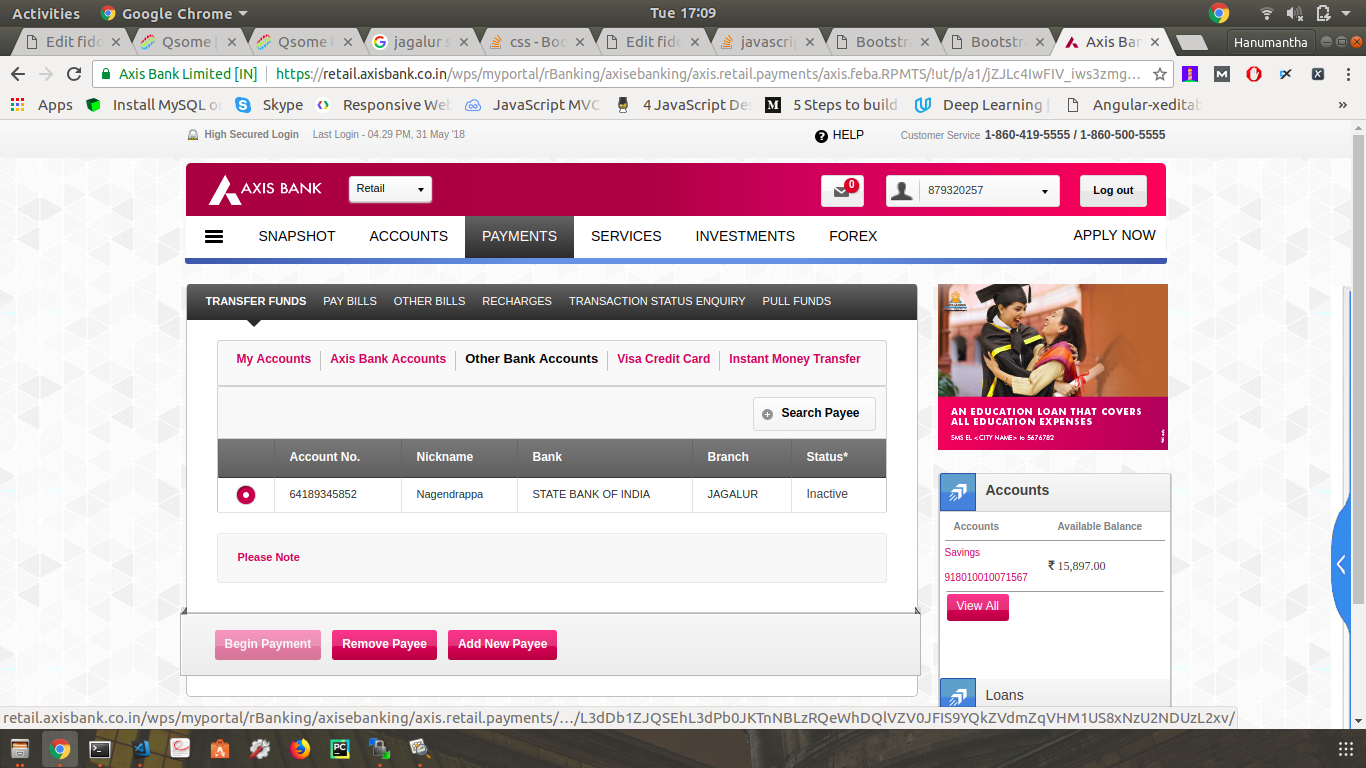 Activities Google Chrome Tue 17:09
Edit fido Qsome | Qsome jagalur s css - Boo Edit fido javascrip Bootstr Bootstr Axis Bar Hanumantha
Axis Bank Limited [IN] https://retail.axisbank.co.in/wps/myportal/rBanking/axisebanking/axis.retail.payments/axis.feba.RPMTS/!ut/p/a1/jZJLc4IwFIV_iws3zmg...
Apps Install MySQL or Skype Responsive Web JavaScript MVC 4 JavaScript Des 5 Steps to build Deep Learning | Angular-xeditab »
High Secured Login Last Login - 04.29 PM, 31 May '18 HELP Customer Service 1-860-419-5555 / 1-860-500-5555
AXIS BANK Retail 0 879320257 Log out
SNAPSHOT ACCOUNTS PAYMENTS SERVICES INVESTMENTS FOREX APPLY NOW
TRANSFER FUNDS PAY BILLS OTHER BILLS RECHARGES TRANSACTION STATUS ENQUIRY PULL FUNDS
My Accounts Axis Bank Accounts Other Bank Accounts Visa Credit Card Instant Money Transfer
Search Payee
Account No. Nickname Bank Branch Status*
64189345852 Nagendrappa STATE BANK OF INDIA JAGALUR Inactive
Please Note
Begin Payment Remove Payee Add New Payee
AN EDUCATION LOAN THAT COVERS
ALL EDUCATION EXPENSES
SMS EL <CITY NAME> to 5676782
Accounts
Accounts Available Balance
Savings
918010010071567 ₹ 15,897.00
View All
Loans
retail.axisbank.co.in/wps/myportal/rBanking/axisebanking/axis.retail.payments/.../L3dDb1ZJQSEhL3dPb0JKTnNBLzRQeWhDQlVZV0JFIS9YQkZVdmZqVHM1US8xNzU2NDUzL2xv/